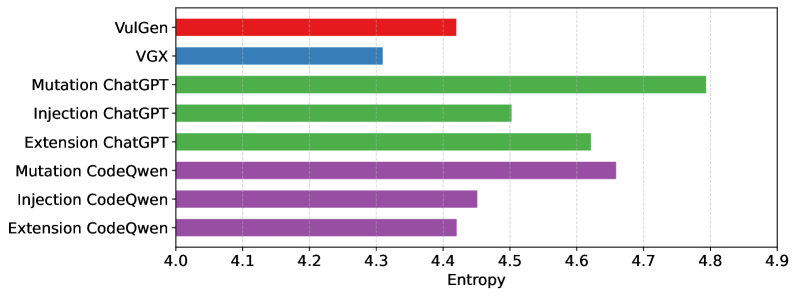 VulGen
VGX
Mutation ChatGPT
Injection ChatGPT
Extension ChatGPT
Mutation CodeQwen
Injection CodeQwen
Extension CodeQwen
4.0 4.1 4.2 4.3 4.4 4.5 4.6 4.7 4.8 4.9
Entropy